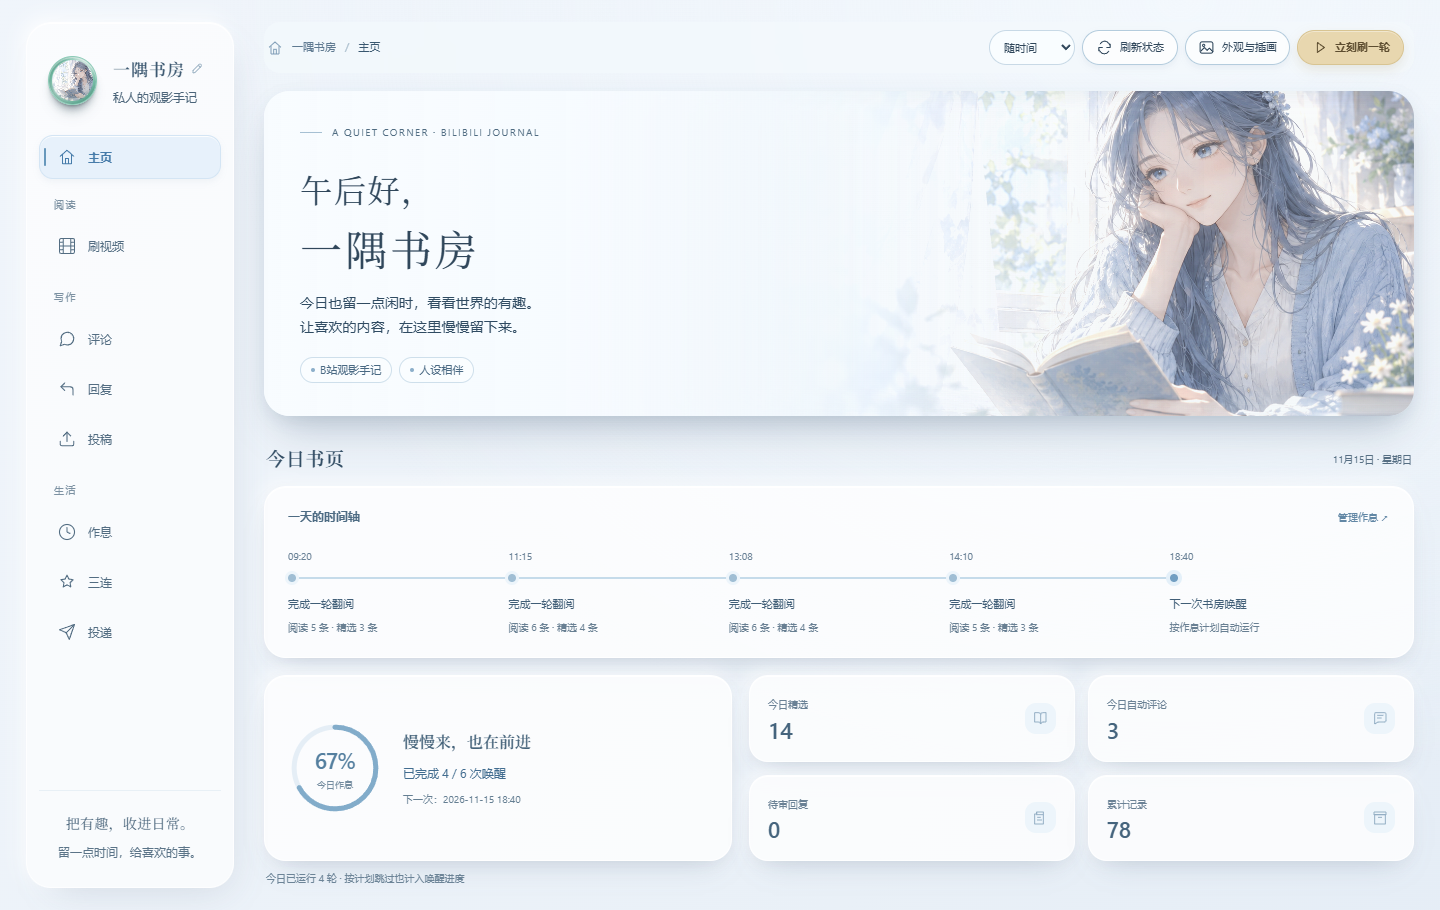 一隅书房
私人的观影手记
主页
阅读
刷视频
写作
评论
回复
投稿
生活
作息
三连
投递
把有趣，收进日常。
留一点时间，给喜欢的事。
一隅书房 / 主页
随时间
刷新状态
外观与插画
立刻刷一轮
A QUIET CORNER · BILIBILI JOURNAL
午后好，
一隅书房
今日也留一点闲时，看看世界的有趣。
让喜欢的内容，在这里慢慢留下来。
B站观影手记
人设相伴
今日书页
11月15日 · 星期日
一天的时间轴
管理作息 ↗
09:20
完成一轮翻阅
阅读 5 条 · 精选 3 条
11:15
完成一轮翻阅
阅读 6 条 · 精选 4 条
13:08
完成一轮翻阅
阅读 6 条 · 精选 4 条
14:10
完成一轮翻阅
阅读 5 条 · 精选 3 条
18:40
下一次书房唤醒
按作息计划自动运行
67%
今日作息
慢慢来，也在前进
已完成 4 / 6 次唤醒
下一次：2026-11-15 18:40
今日精选
14
今日自动评论
3
待审回复
0
累计记录
78
今日已运行 4 轮 · 按计划跳过也计入唤醒进度